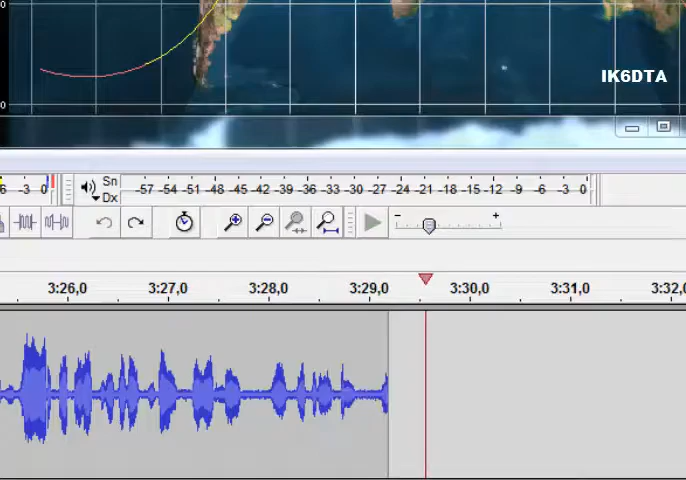 0
IK6DTA
0
6 -3 0
Sn
Dx
-57 -54 -51 -48 -45 -42 -39 -36 -33 -30 -27 -24 -21 -18 -15 -12 -9 -6 -3 0
- +
3:26,0 3:27,0 3:28,0 3:29,0 3:30,0 3:31,0 3:32,0